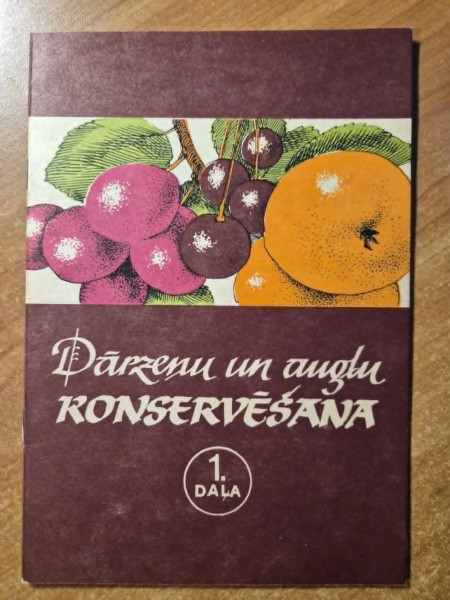 Dārzeņu un augļu
KONSERVĒŠANA
1.
DAĻA